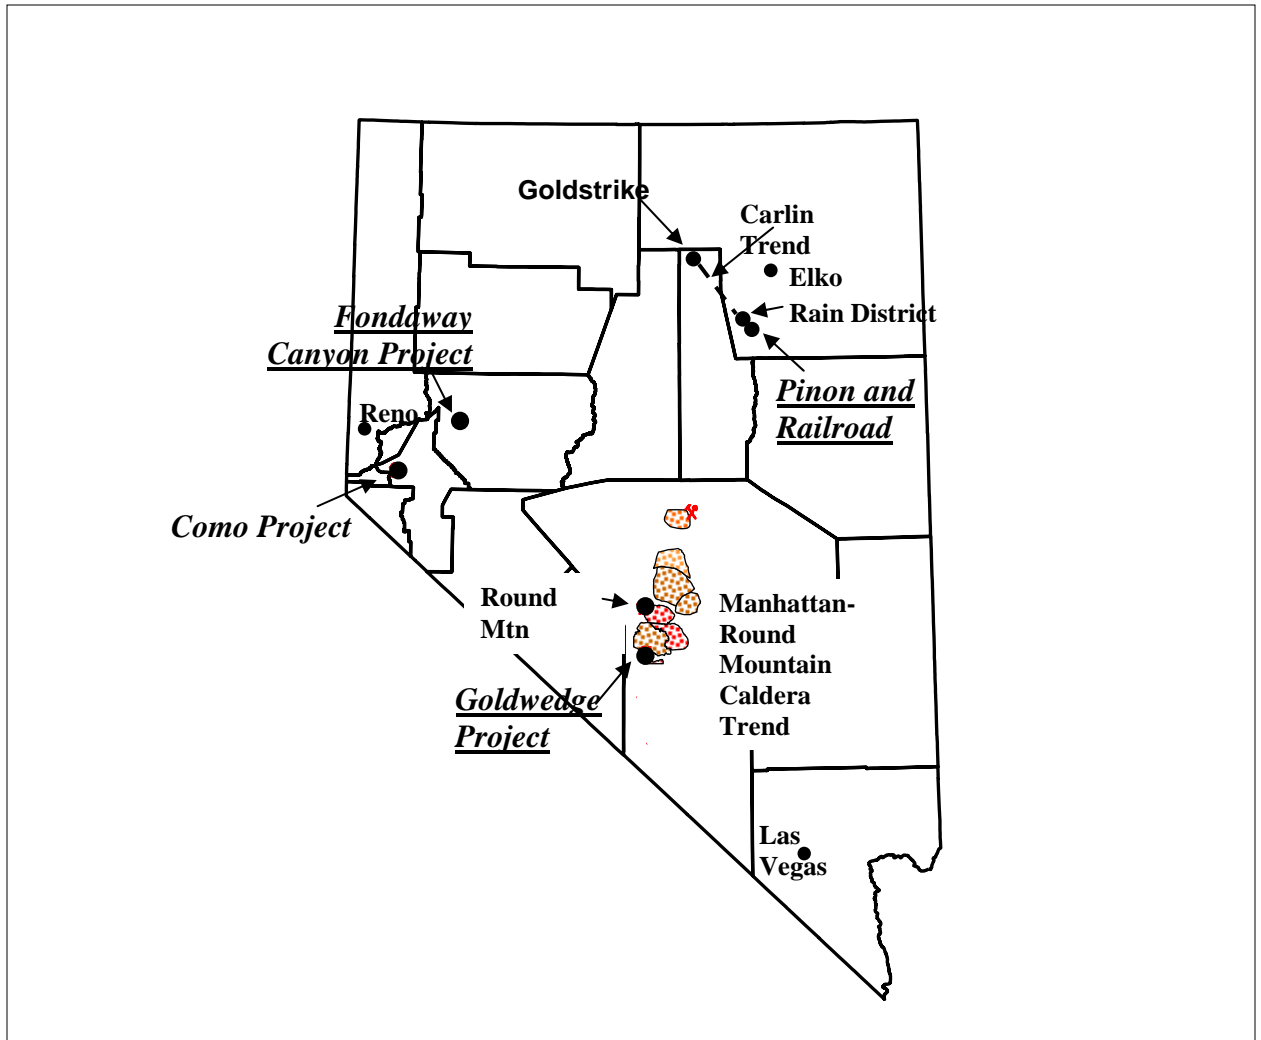 Goldstrike
Carlin
Trend
Elko
Rain District
Fondaway
Canyon Project
Pinon and
Railroad
Reno
Como Project
Round
Mtn
Manhattan-
Round
Mountain
Caldera
Trend
Goldwedge
Project
Las
Vegas